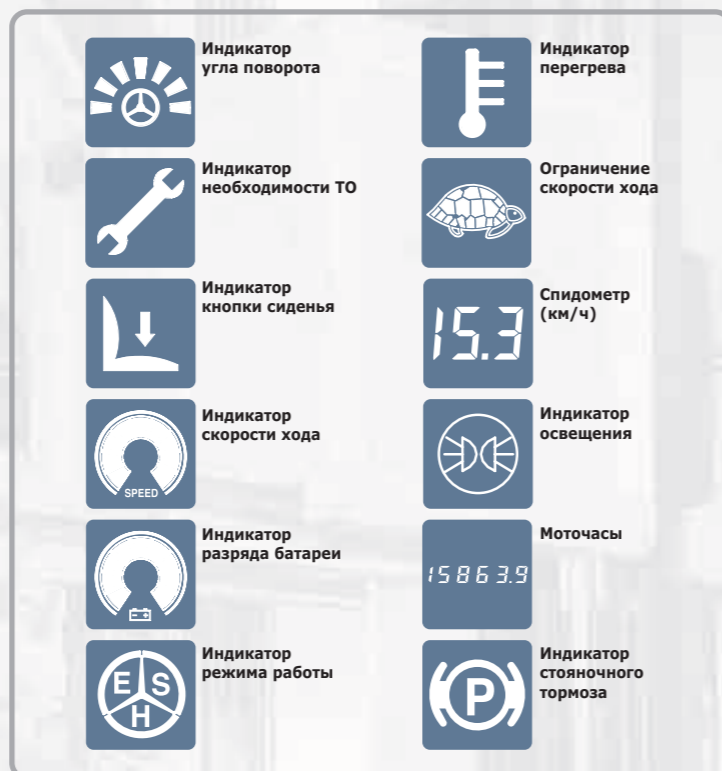 Индикатор
угла поворота
Индикатор
перегрева
Индикатор
необходимости ТО
Ограничение
скорости хода
Индикатор
кнопки сиденья
15.3
Спидометр
(км/ч)
SPEED
Индикатор
скорости хода
Индикатор
освещения
Индикатор
разряда батареи
15863.9
Моточасы
E S
H
Индикатор
режима работы
P
Индикатор
стояночного
тормоза